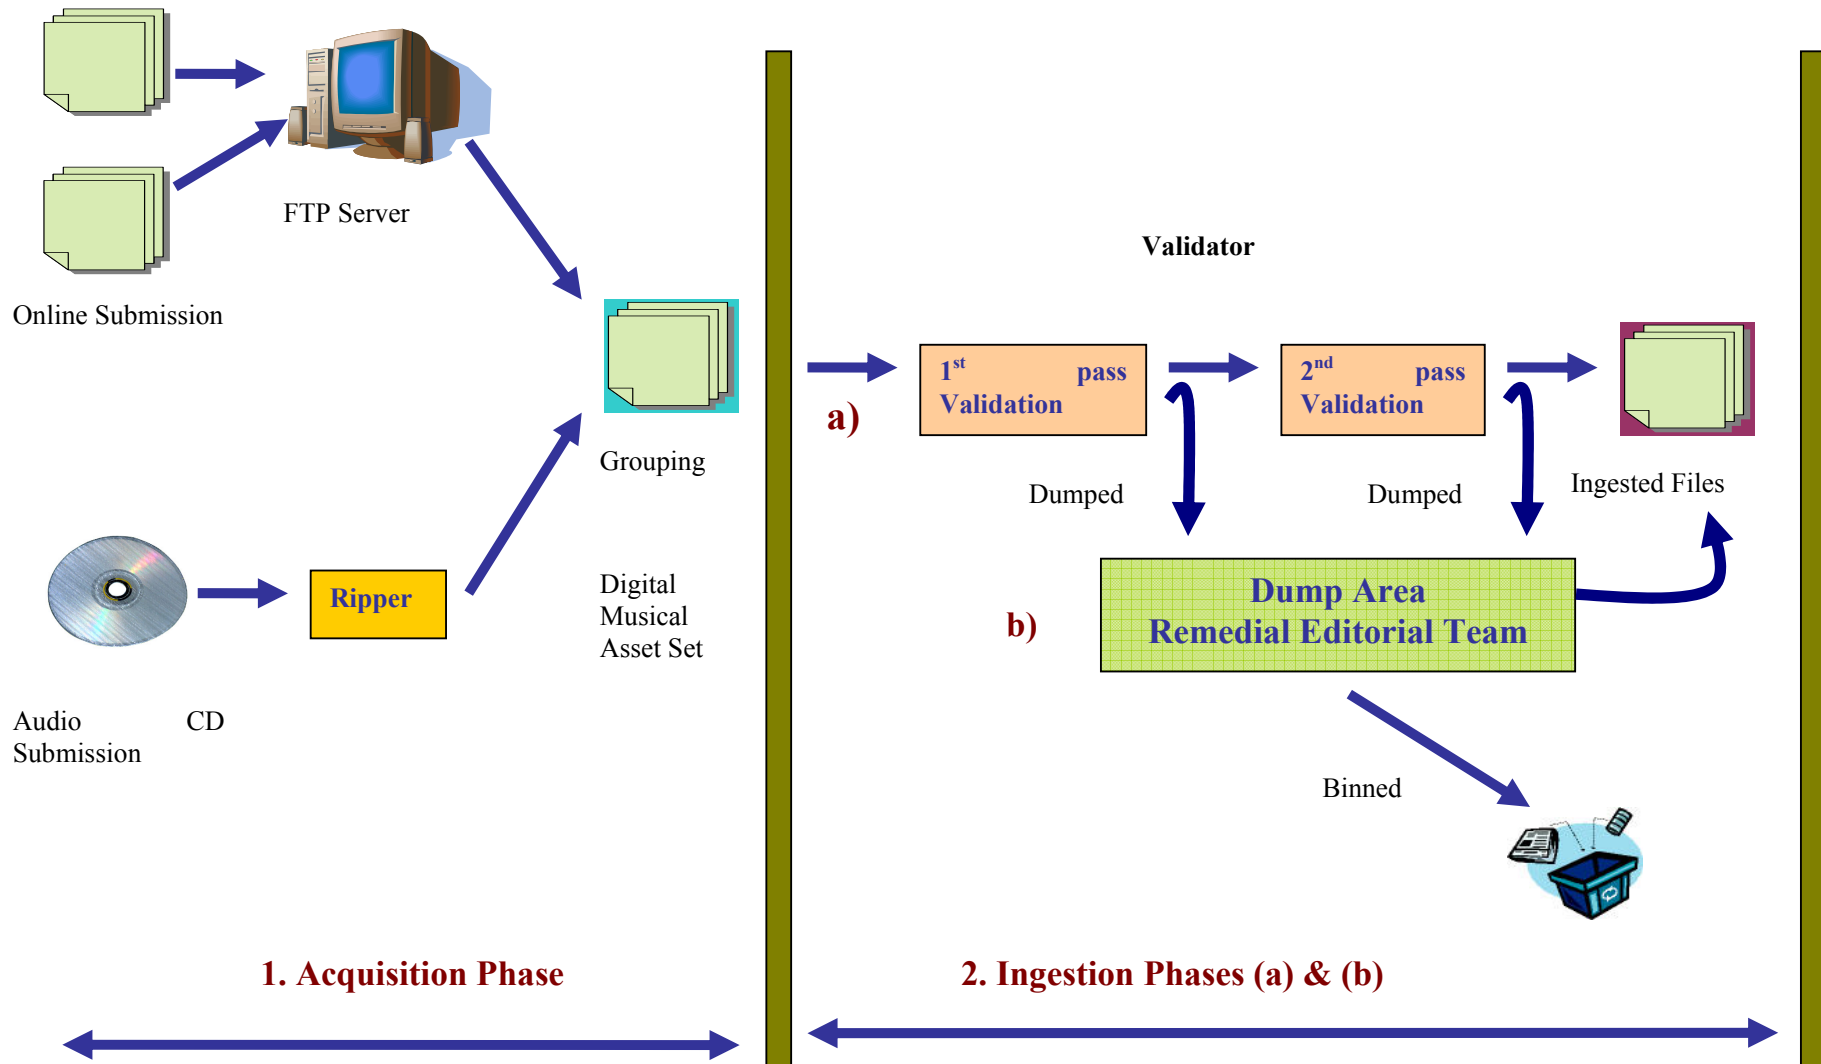 FTP Server
Online Submission
Grouping
Digital
Musical
Asset Set
Ripper
Audio CD
Submission
1. Acquisition Phase
Validator
a)
1st pass
Validation
2nd pass
Validation
Dumped
Dumped
Ingested Files
b)
Dump Area
Remedial Editorial Team
Binned
2. Ingestion Phases (a) & (b)